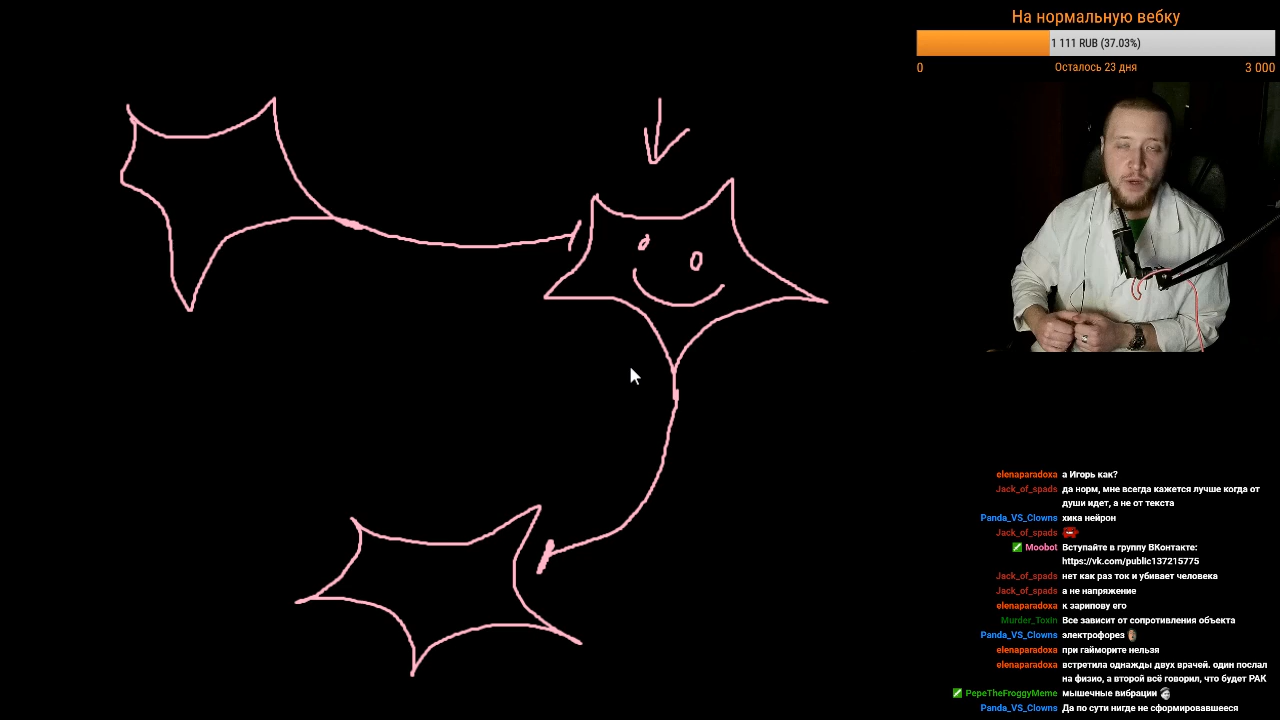 На нормальную вебку
1 111 RUB (37.03%)
0 Осталось 23 дня 3 000
elenaparadoxa а Игорь как?
Jack_of_spads да норм, мне всегда кажется лучше когда от
души идет, а не от текста
Panda_VS_Clowns хика нейрон
Jack_of_spads
Moobot Вступайте в группу ВКонтакте:
https://vk.com/public137215775
Jack_of_spads нет как раз ток и убивает человека
Jack_of_spads а не напряжение
elenaparadoxa к зарипову его
Murder_Toxin Все зависит от сопротивления объекта
Panda_VS_Clowns электрофорез
elenaparadoxa при гайморите нельзя
elenaparadoxa встретила однажды двух врачей. один послал
на физио, а второй всё говорил, что будет РАК
PepeTheFroggyMeme мышечные вибрации
Panda_VS_Clowns Да по сути нигде не сформировавшееся